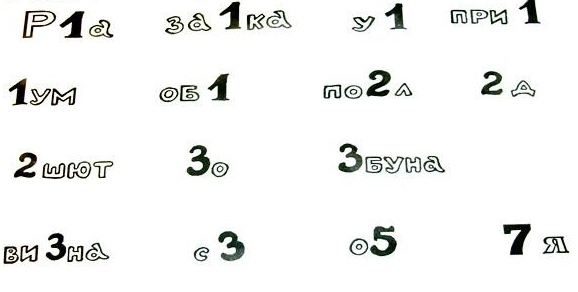 Р1а за1ка у1 при1
1ум об1 по2л 2д
2шют 3о 3буна
ви3на с3 о5 7я